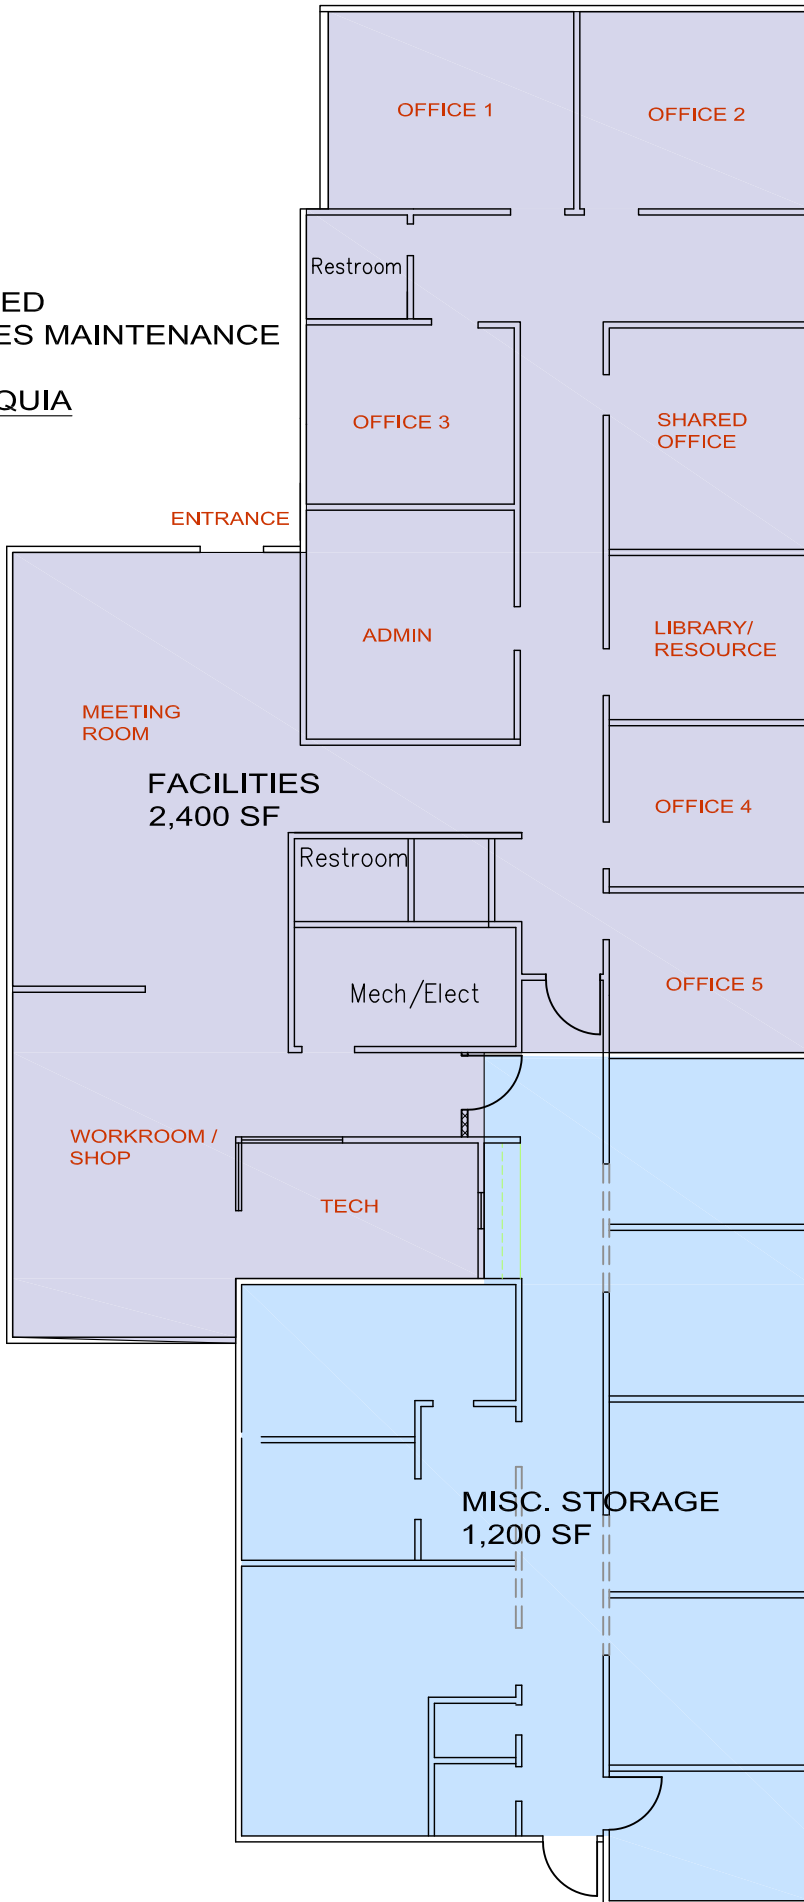 OFFICE 1
OFFICE 2
Restroom
ED
ES MAINTENANCE
QUIA
OFFICE 3
SHARED
OFFICE
ENTRANCE
ADMIN
LIBRARY/
RESOURCE
MEETING
ROOM
FACILITIES
2,400 SF
OFFICE 4
Restroom
Mech/Elect
OFFICE 5
WORKROOM /
SHOP
TECH
MISC. STORAGE
1,200 SF